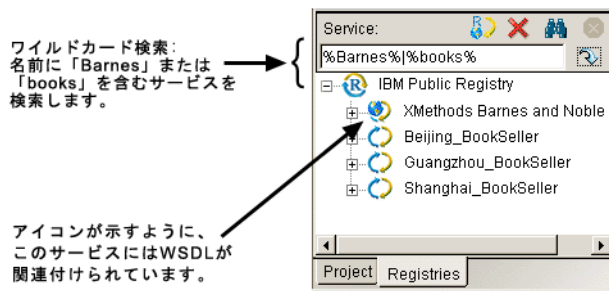 ワイルドカード検索：
名前に「Barnes」または
「books」を含むサービスを
検索します。
アイコンが示すように、
このサービスにはWSDLが
関連付けられています。
Service:
%Barnes%|%books%
R
IBM Public Registry
XMethods Barnes and Noble
Beijing_BookSeller
Guangzhou_BookSeller
Shanghai_BookSeller
Project
Registries